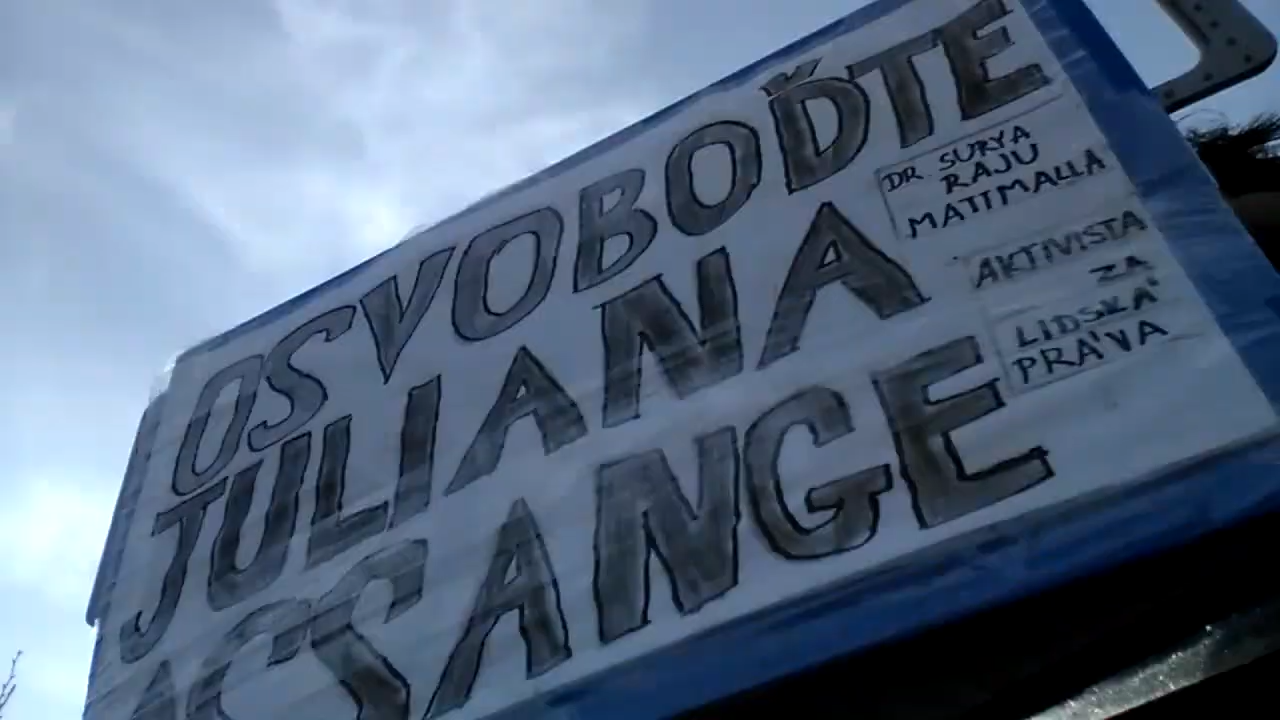 OSVOBOĎTE
JULIANA
ASSANGE
DR. SURYA
RAJU
MATTMALLA
AKTIVISTA
ZA
LIDSKÁ
PRÁVA